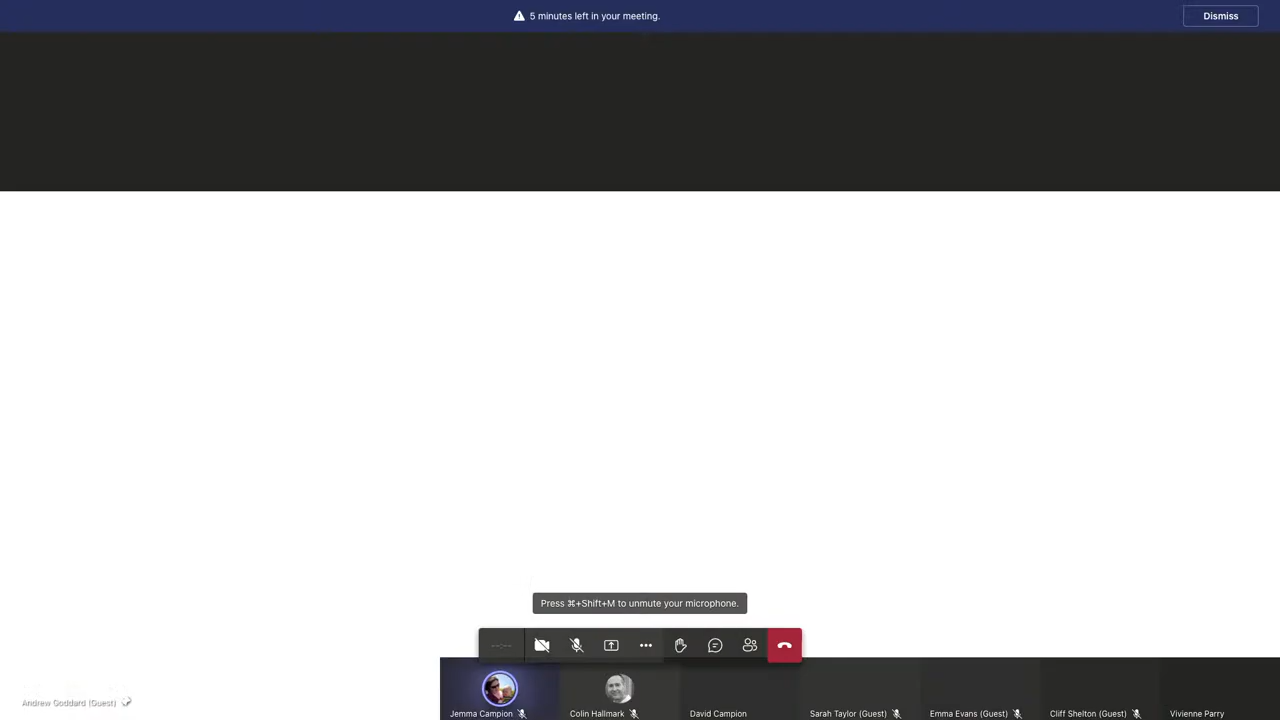 5 minutes left in your meeting.
Dismiss
Press ⌘+Shift+M to unmute your microphone.
--:--
Andrew Goddard (Guest)
Jemma Campion
Colin Hallmark
David Campion
Sarah Taylor (Guest)
Emma Evans (Guest)
Cliff Shelton (Guest)
Vivienne Parry